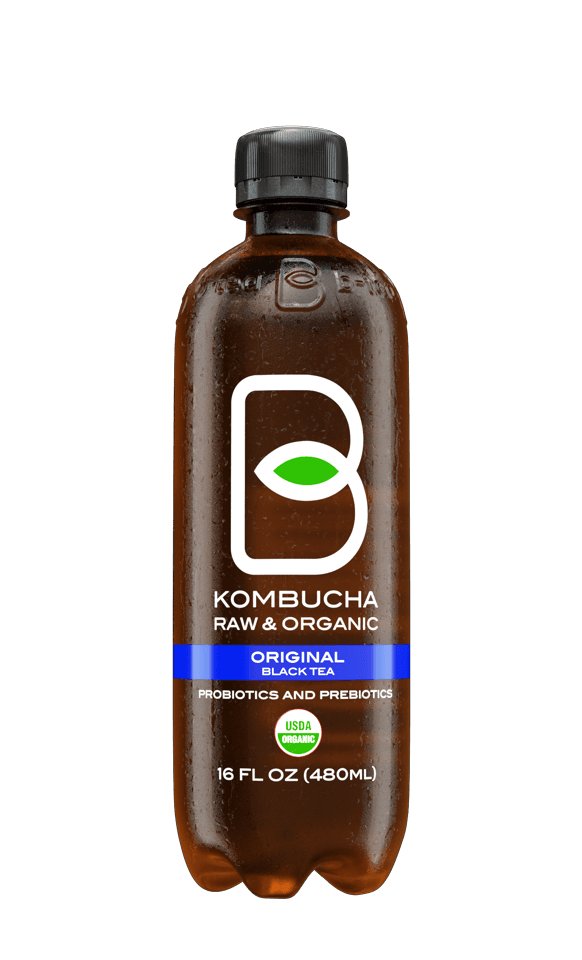 B
KOMBUCHA
RAW & ORGANIC
ORIGINAL
BLACK TEA
PROBIOTICS AND PREBIOTICS
USDA
ORGANIC
16 FL OZ (480ML)